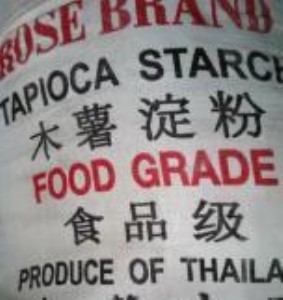 ROSE BRAND
TAPIOCA STARCH
木薯淀粉
FOOD GRADE
食品级
PRODUCE OF THAILA